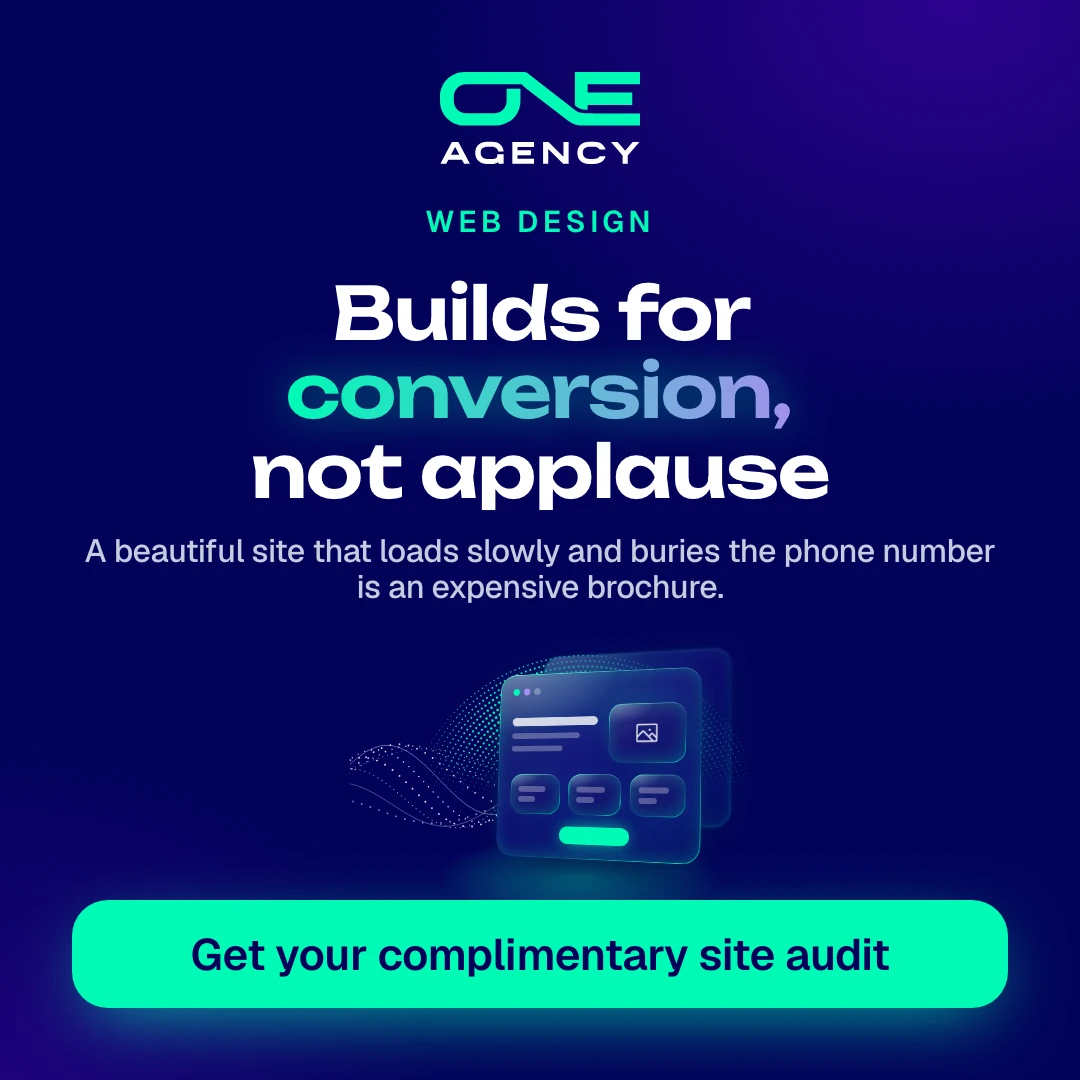 ONE
AGENCY
WEB DESIGN
Builds for
conversion,
not applause
A beautiful site that loads slowly and buries the phone number
is an expensive brochure.
Get your complimentary site audit